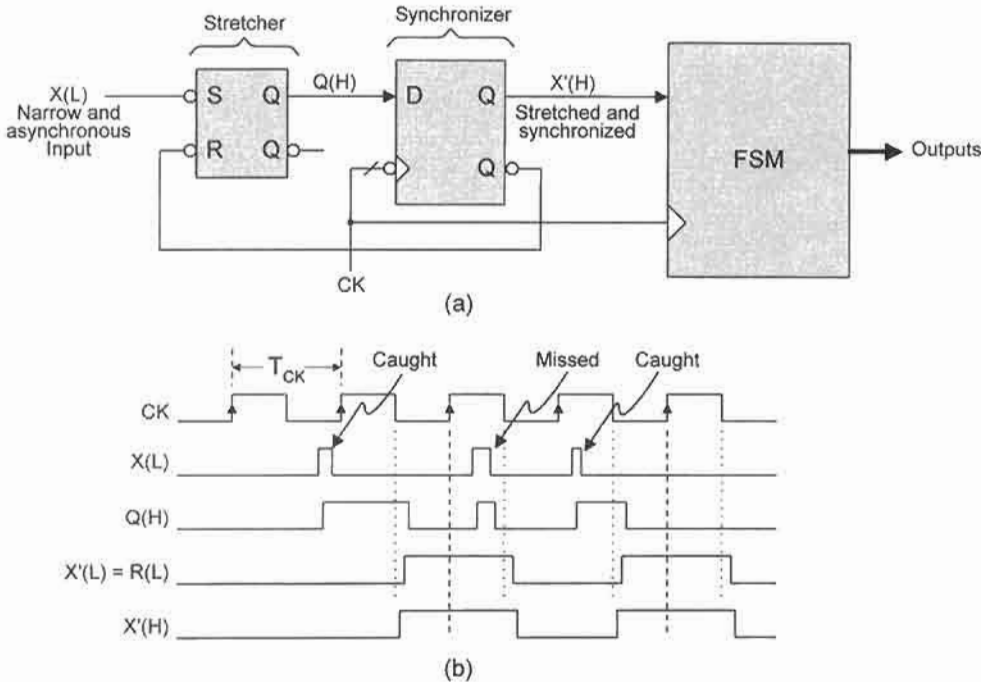 Stretcher
Synchronizer
X(L)
Narrow and
asynchronous
Input
S
Q
R
Q
Q(H)
D
Q
Q
X'(H)
Stretched and
synchronized
FSM
Outputs
CK
(a)
T_CK
Caught
Missed
Caught
CK
X(L)
Q(H)
X'(L) = R(L)
X'(H)
(b)